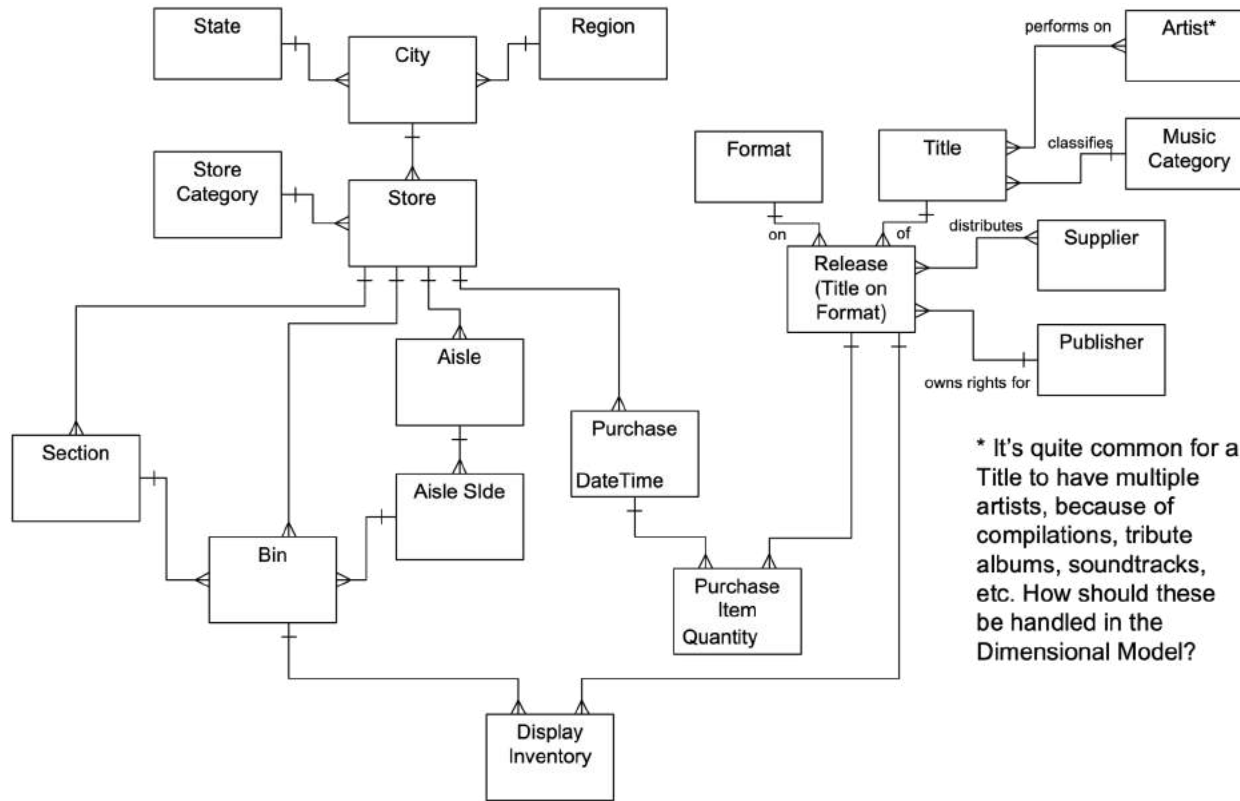 State
City
Region
performs on
Artist*
Store
Category
Store
Format
Title
classifies
Music
Category
on
of
distributes
Release
(Title on
Format)
Supplier
Publisher
owns rights for
Aisle
Section
Purchase
DateTime
Aisle SIde
Bin
Purchase
Item
Quantity
Display
Inventory
* It's quite common for a
Title to have multiple
artists, because of
compilations, tribute
albums, soundtracks,
etc. How should these
be handled in the
Dimensional Model?